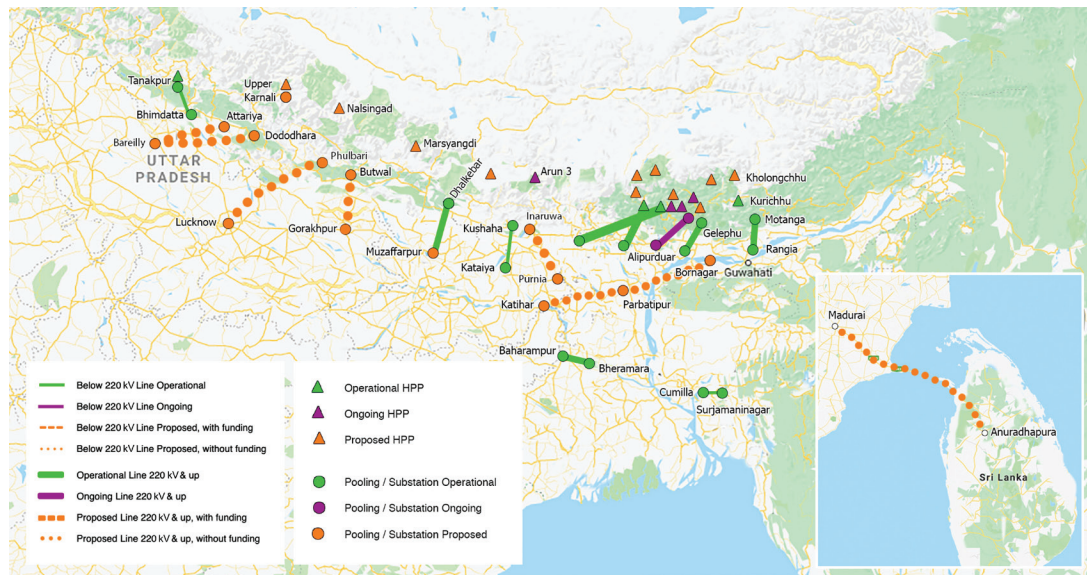 Tanakpur
Bhimdatta
Upper
Karnali
Nalsingad
Attariya
Dododhara
Bareilly
UTTAR
PRADESH
Marsyangdi
Phulbari
Butwal
Dhalkebar
Arun 3
Kholongchhu
Kurichhu
Lucknow
Gorakhpur
Muzaffarpur
Kushaha
Inaruwa
Kataiya
Purnia
Motanga
Gelephu
Rangia
Alipurduar
Bornagar
Guwahati
Katihar
Parbatipur
Baharampur
Bheramara
Cumilla
Surjamaninagar
Madurai
Anuradhapura
Sri Lanka
Below 220 kV Line Operational
Below 220 kV Line Ongoing
Below 220 kV Line Proposed, with funding
Below 220 kV Line Proposed, without funding
Operational Line 220 kV & up
Ongoing Line 220 kV & up
Proposed Line 220 kV & up, with funding
Proposed Line 220 kV & up, without funding
Operational HPP
Ongoing HPP
Proposed HPP
Pooling / Substation Operational
Pooling / Substation Ongoing
Pooling / Substation Proposed